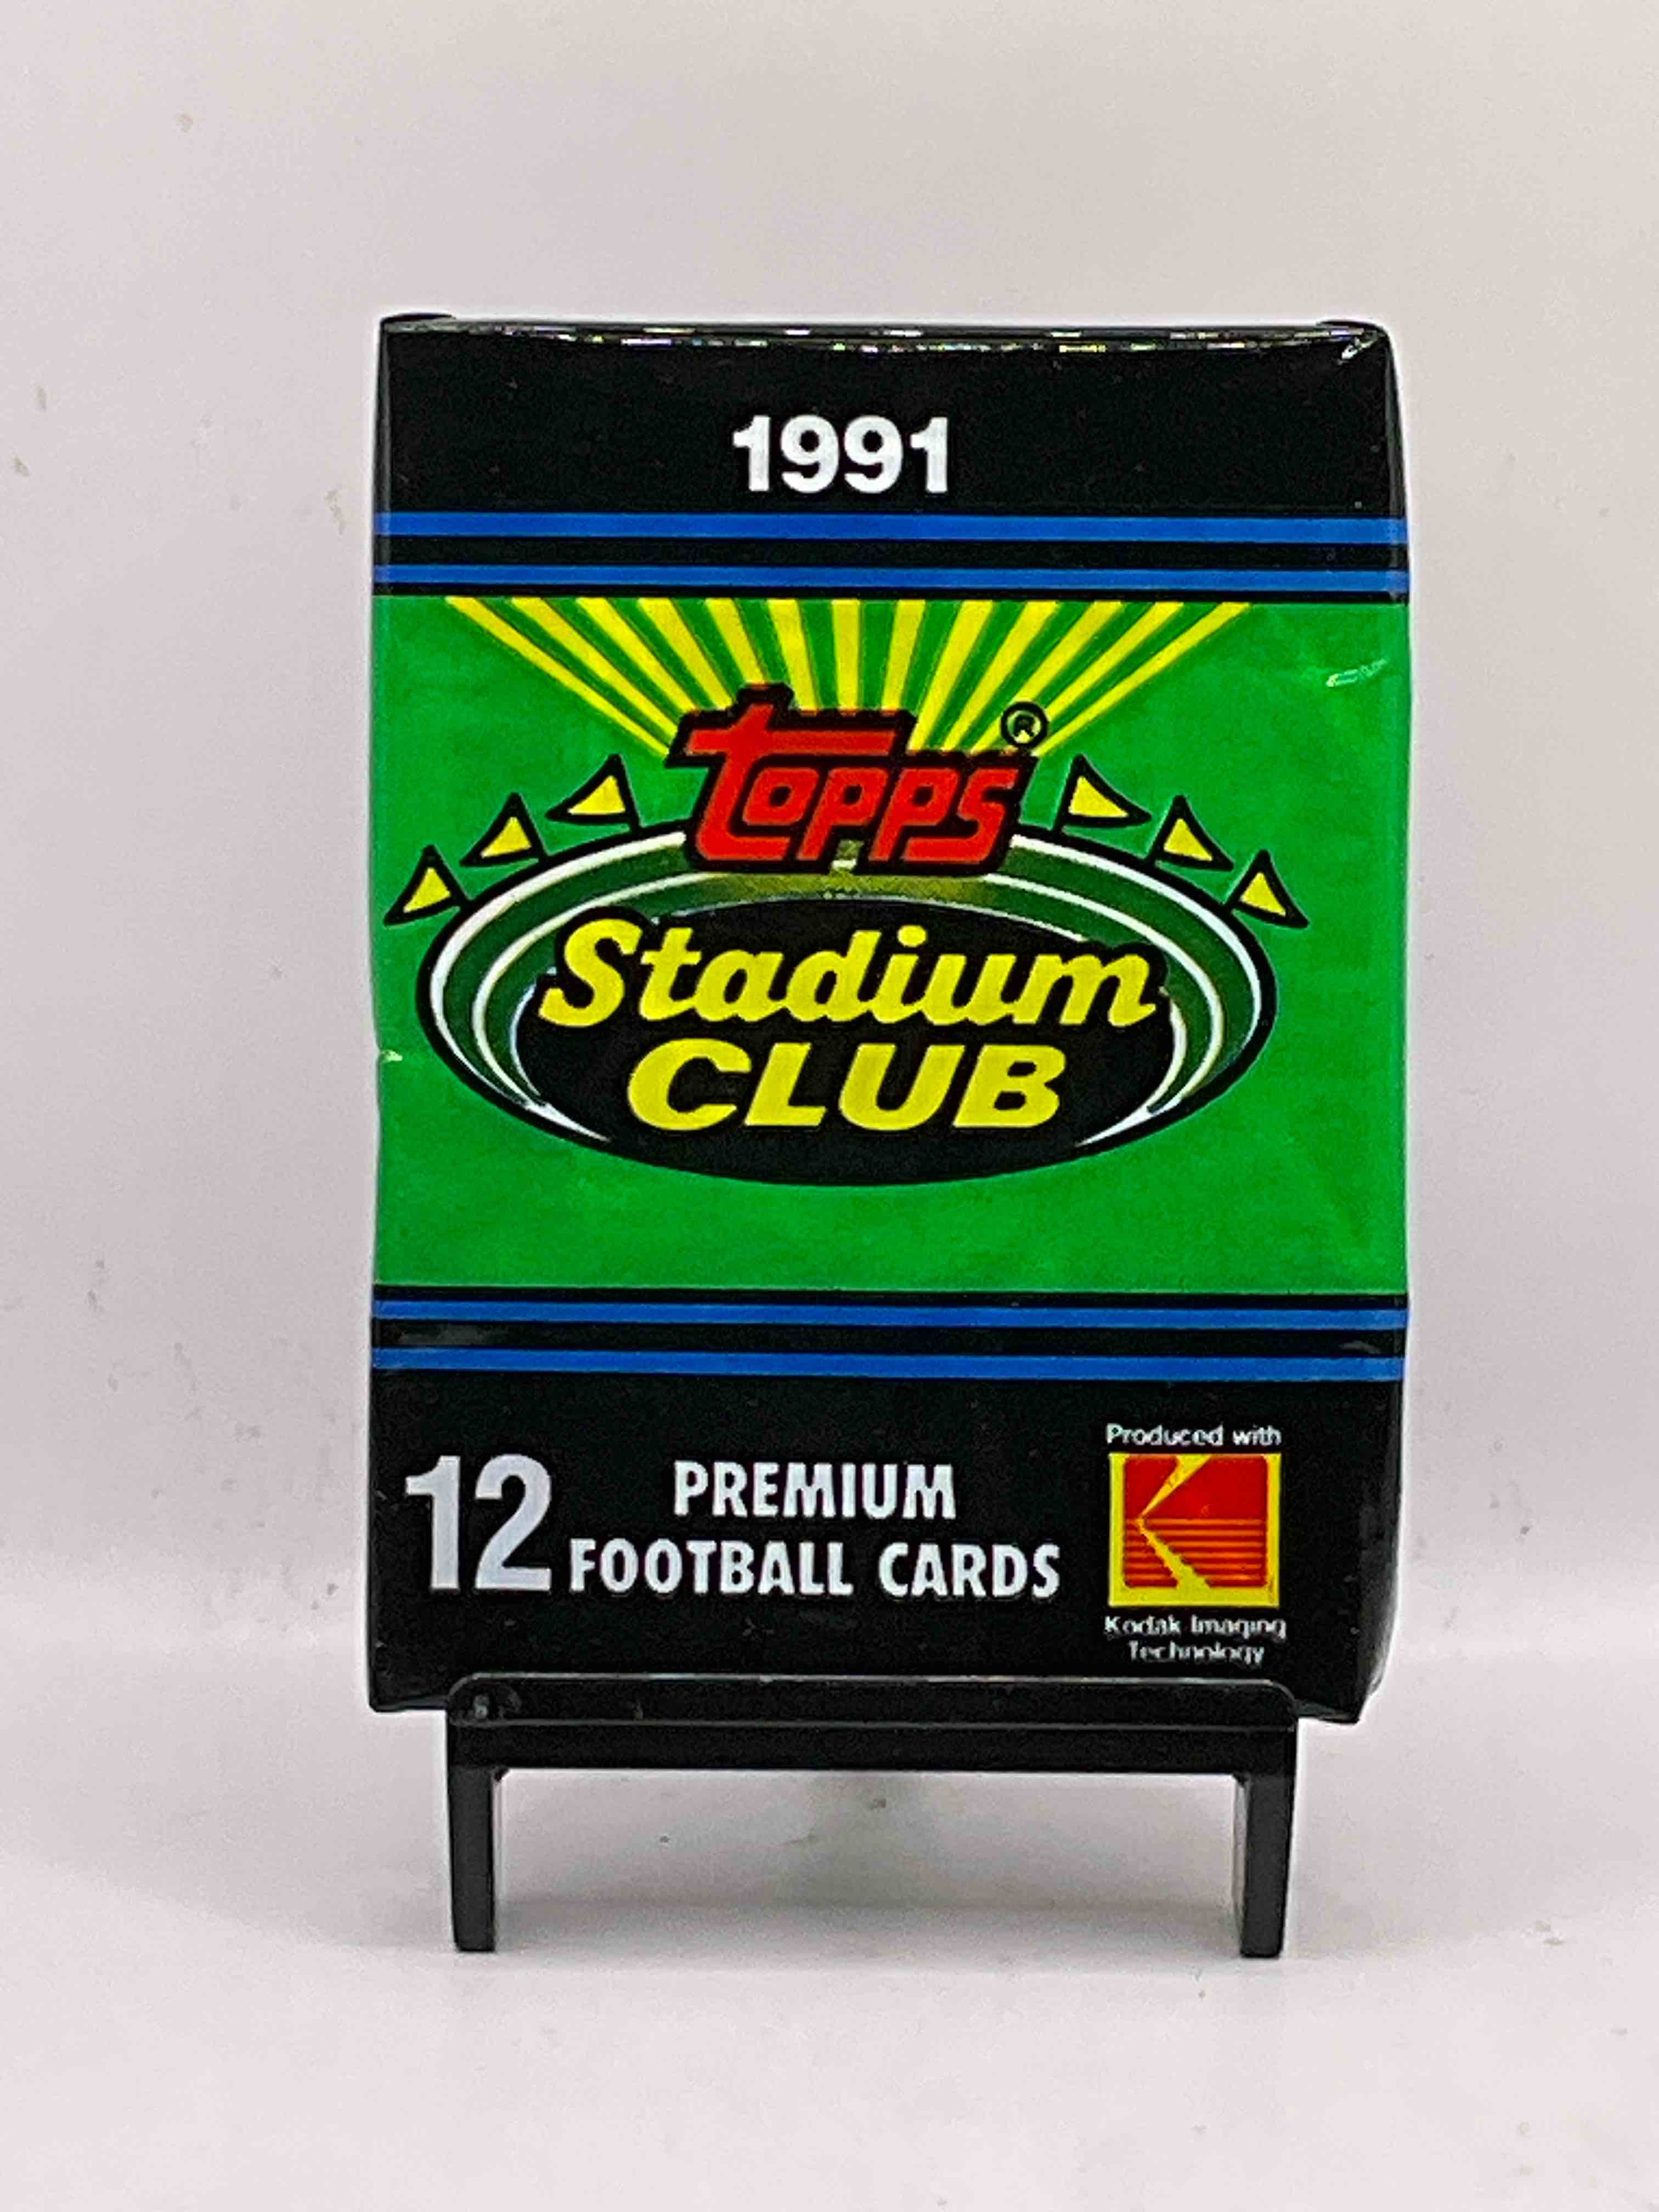 1991
topps ®
Stadium
CLUB
12 PREMIUM
FOOTBALL CARDS
Produced with
Kodak Imaging
Technology